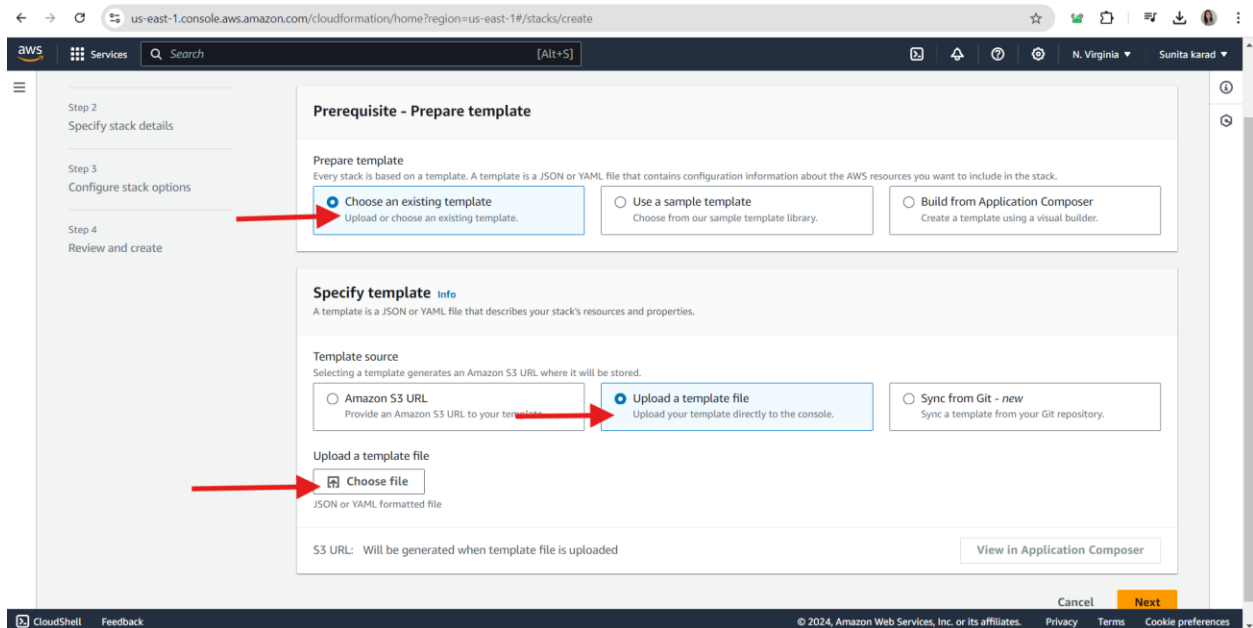 us-east-1.console.aws.amazon.com/cloudformation/home?region=us-east-1#/stacks/create
aws
Services
Search
[Alt+S]
N. Virginia
Sunita karad
Step 2
Specify stack details
Step 3
Configure stack options
Step 4
Review and create
Prerequisite - Prepare template
Prepare template
Every stack is based on a template. A template is a JSON or YAML file that contains configuration information about the AWS resources you want to include in the stack.
Choose an existing template
Upload or choose an existing template.
Use a sample template
Choose from our sample template library.
Build from Application Composer
Create a template using a visual builder.
Specify template Info
A template is a JSON or YAML file that describes your stack's resources and properties.
Template source
Selecting a template generates an Amazon S3 URL where it will be stored.
Amazon S3 URL
Provide an Amazon S3 URL to your template.
Upload a template file
Upload your template directly to the console.
Sync from Git - new
Sync a template from your Git repository.
Upload a template file
Choose file
JSON or YAML formatted file
S3 URL: Will be generated when template file is uploaded
View in Application Composer
Cancel
Next
CloudShell
Feedback
© 2024, Amazon Web Services, Inc. or its affiliates.
Privacy
Terms
Cookie preferences